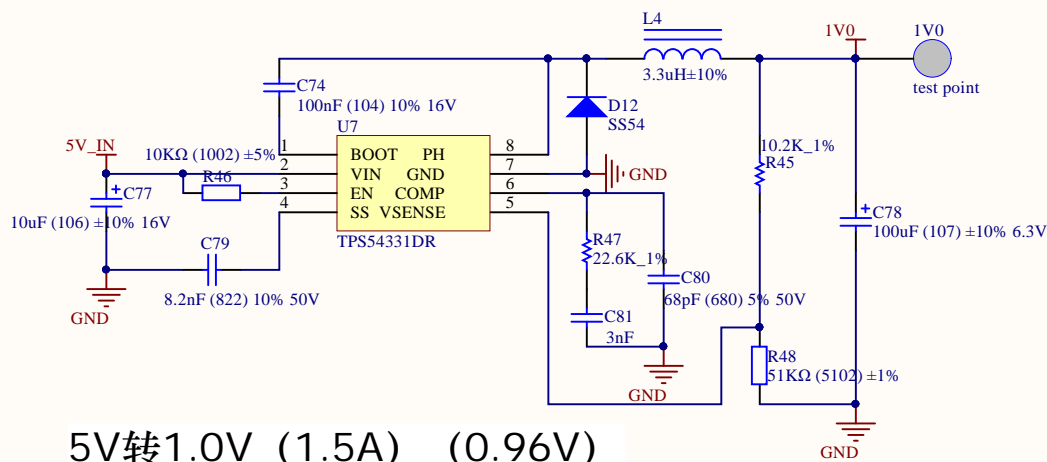 L4
3.3uH±10%
1V0
1V0
test point
C74
100nF (104) 10% 16V
D12
SS54
U7
5V_IN
10KΩ (1002) ±5%
R46
1 BOOT PH 8
2 VIN GND 7
3 EN COMP 6
4 SS VSENSE 5
TPS54331DR
GND
10.2K_1%
R45
C77
10uF (106) ±10% 16V
C78
100uF (107) ±10% 6.3V
C79
8.2nF (822) 10% 50V
GND
R47
22.6K_1%
C80
68pF (680) 5% 50V
C81
3nF
GND
R48
51KΩ (5102) ±1%
GND
5V转1.0V (1.5A) (0.96V)